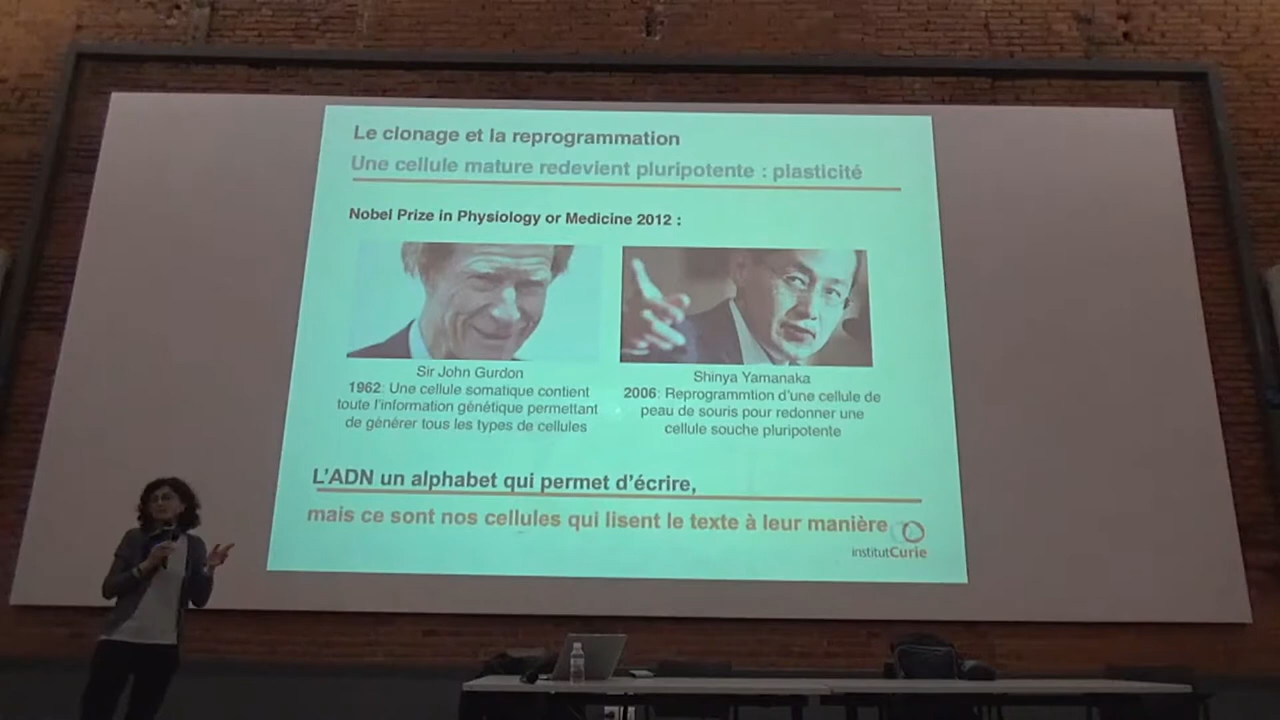 Le clonage et la reprogrammation
Une cellule mature redevient pluripotente : plasticité
Nobel Prize in Physiology or Medicine 2012 :
Sir John Gurdon
1962: Une cellule somatique contient
toute l'information génétique permettant
de générer tous les types de cellules
Shinya Yamanaka
2006: Reprogrammtion d'une cellule de
peau de souris pour redonner une
cellule souche pluripotente
L'ADN un alphabet qui permet d'écrire,
mais ce sont nos cellules qui lisent le texte à leur manière
institutCurie